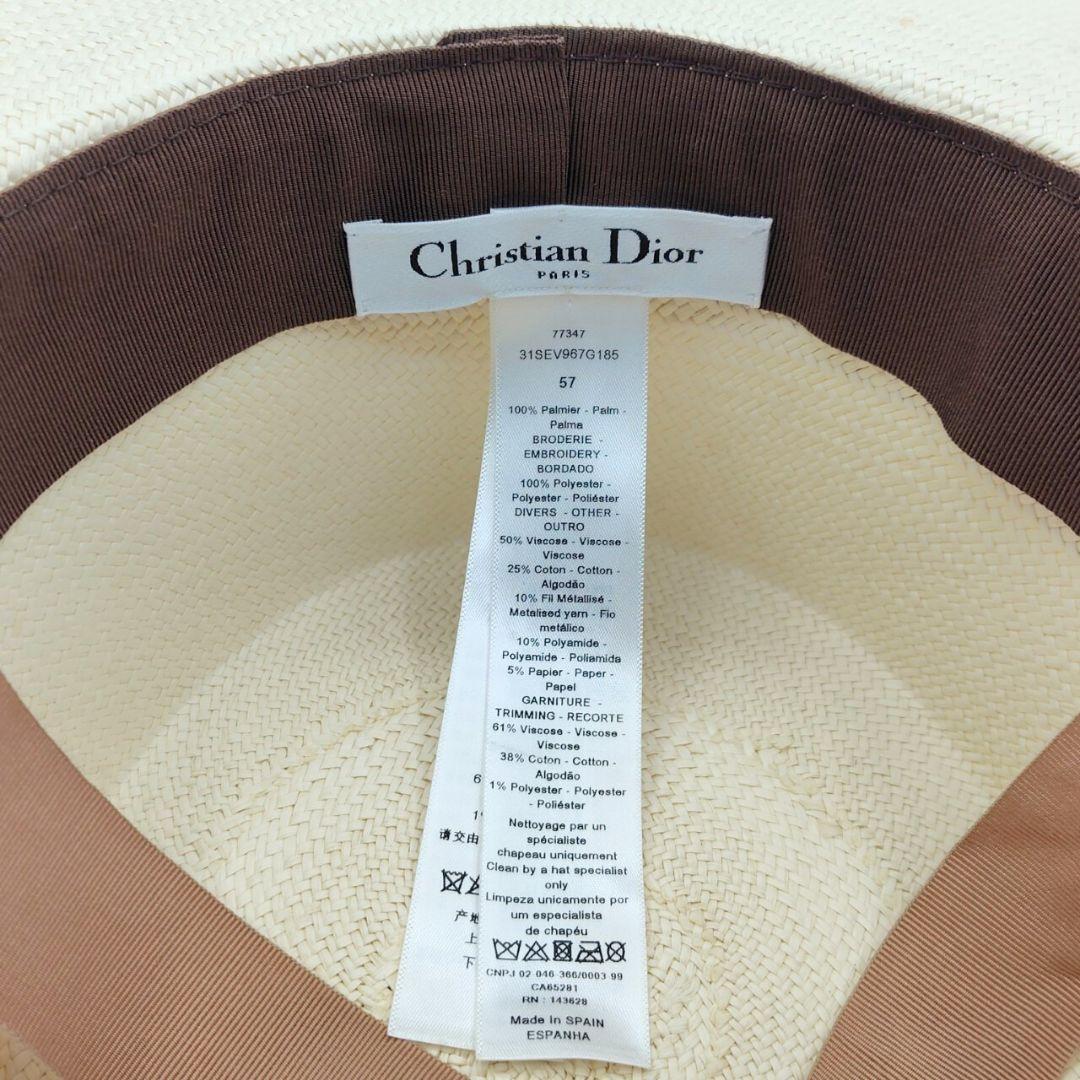 Christian Dior
PARIS
77347
31SEV967G185
57
100% Palmier - Palm -
Palma
BRODERIE -
EMBROIDERY -
BORDADO
100% Polyester -
Polyester - Poliéster
DIVERS - OTHER -
OUTRO
50% Viscose - Viscose -
Viscose
25% Coton - Cotton -
Algodão
10% Fil Métallisé -
Metalised yarn - Fio
metálico
10% Polyamide -
Polyamide - Poliamida
5% Papier - Paper -
Papel
GARNITURE -
TRIMMING - RECORTE
61% Viscose - Viscose -
Viscose
38% Coton - Cotton -
Algodão
1% Polyester - Polyester
- Poliéster
Nettoyage par un
spécialiste
chapeau uniquement
Clean by a hat specialist
only
Limpeza unicamente por
um especialista
de chapéu
CNPJ 02-046-366/0003 99
CA65281
RN : 143628
Made in SPAIN
ESPANHA
6
1
请交由
产地
上
下